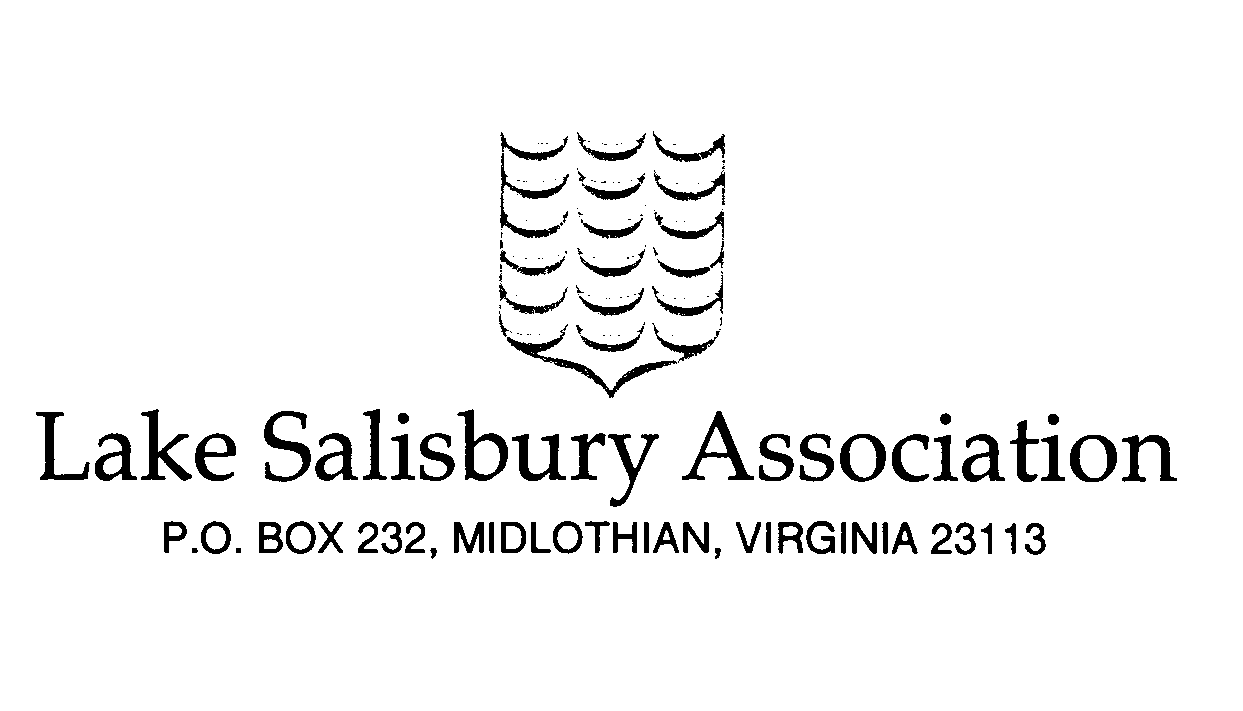 Lake Salisbury Association
P.O. BOX 232, MIDLOTHIAN, VIRGINIA 23113